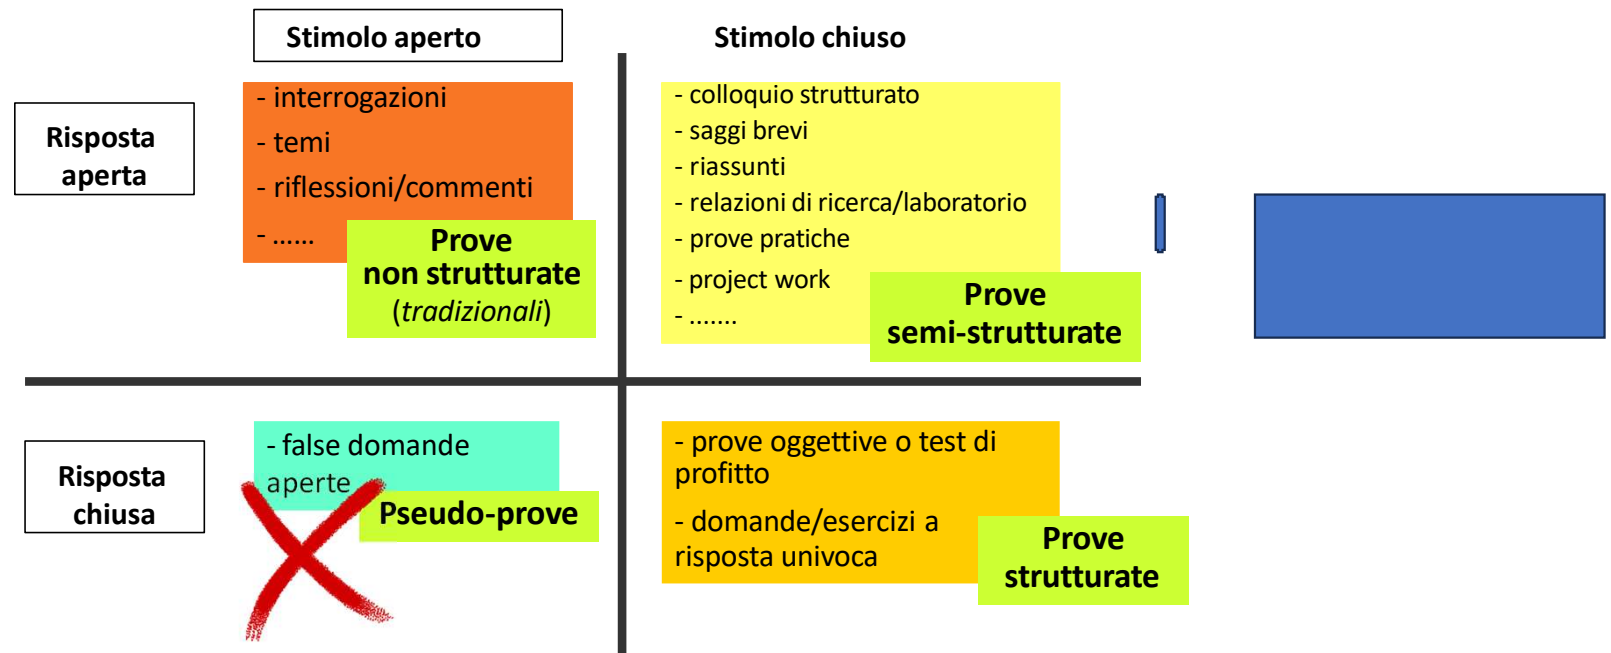 Stimolo aperto
Stimolo chiuso
Risposta
aperta
- interrogazioni
- temi
- riflessioni/commenti
- ......
Prove
non strutturate
(tradizionali)
- colloquio strutturato
- saggi brevi
- riassunti
- relazioni di ricerca/laboratorio
- prove pratiche
- project work
- .......
Prove
semi-strutturate
Risposta
chiusa
- false domande
aperte
Pseudo-prove
- prove oggettive o test di
profitto
- domande/esercizi a
risposta univoca
Prove
strutturate